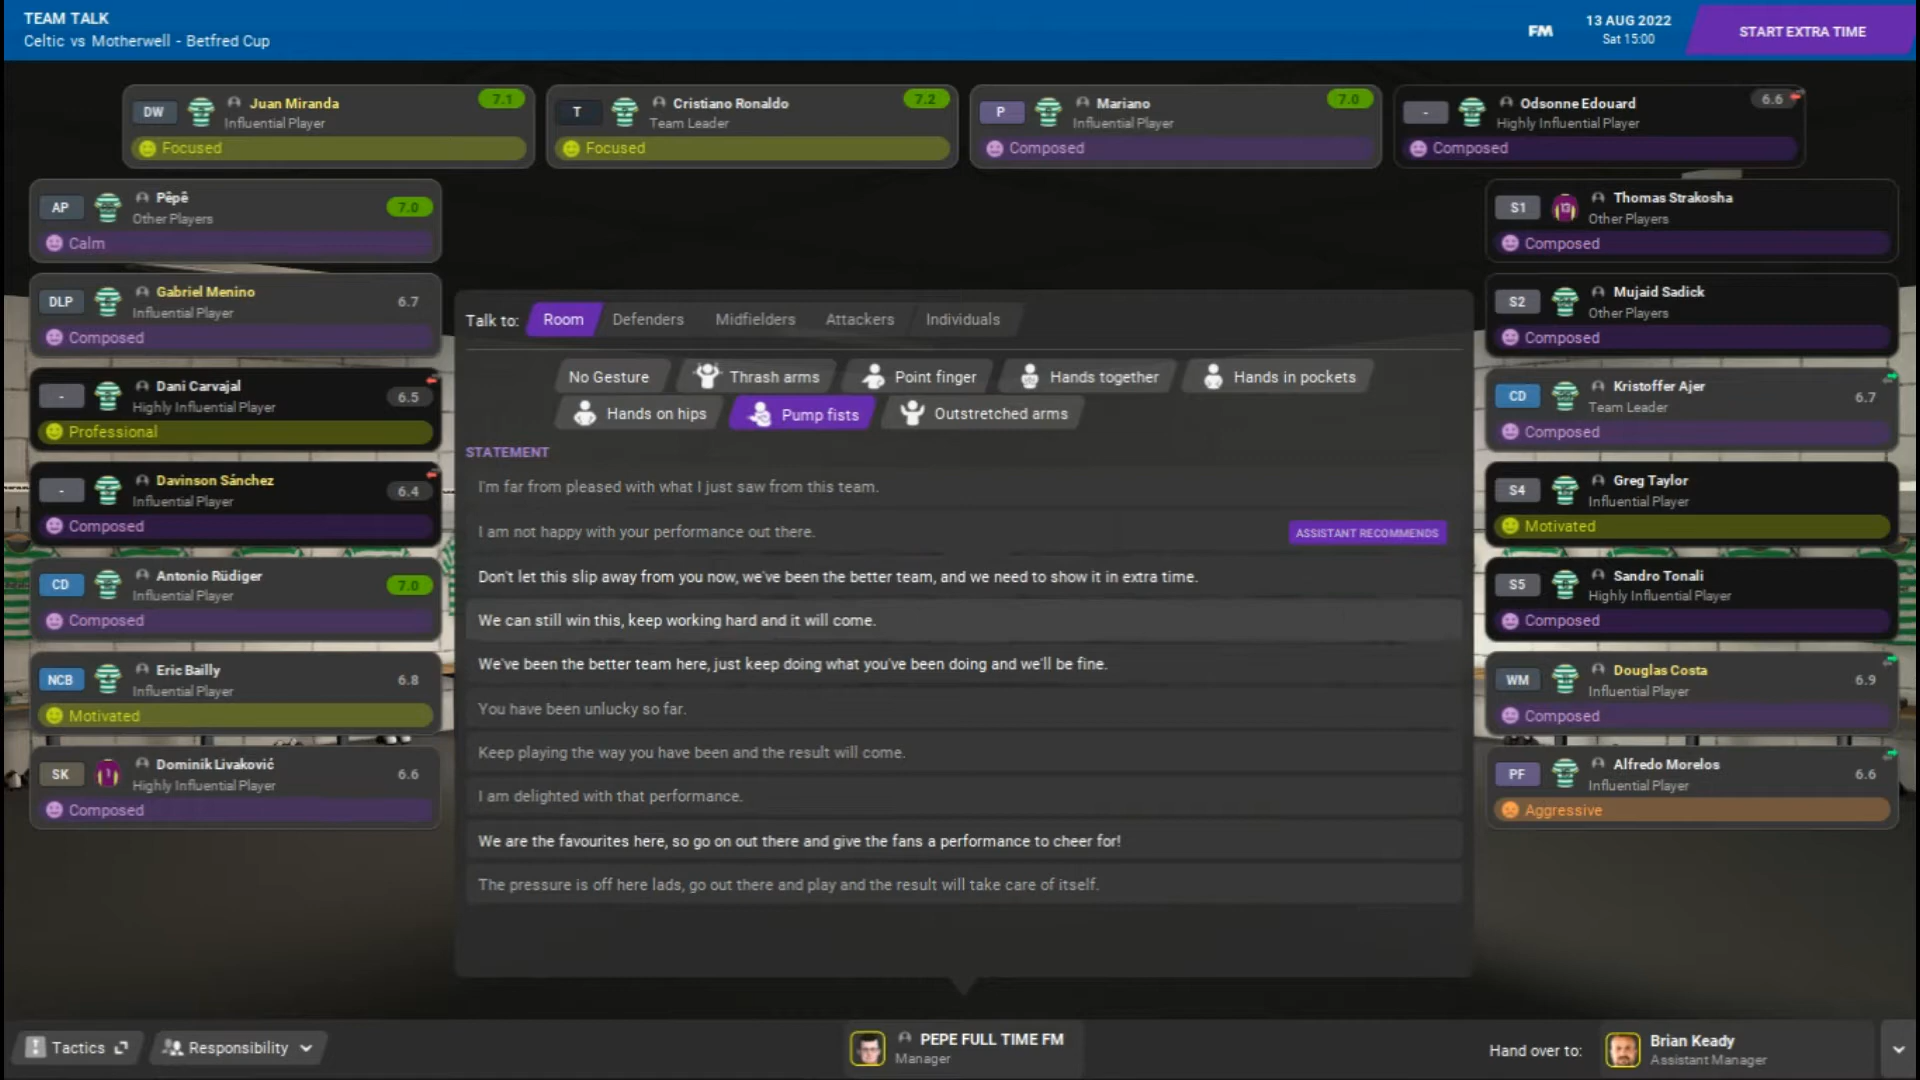 TEAM TALK
Celtic vs Motherwell - Betfred Cup
FM
13 AUG 2022
Sat 15:00
START EXTRA TIME
DW
Juan Miranda
7.1
Influential Player
Focused
T
Cristiano Ronaldo
7.2
Team Leader
Focused
P
Mariano
7.0
Influential Player
Composed
-
Odsonne Edouard
6.6
Highly Influential Player
Composed
AP
Pêpê
7.0
Other Players
Calm
DLP
Gabriel Menino
6.7
Influential Player
Composed
-
Dani Carvajal
6.5
Highly Influential Player
Professional
-
Davinson Sánchez
6.4
Influential Player
Composed
CD
Antonio Rüdiger
7.0
Influential Player
Composed
NCB
Eric Bailly
6.8
Influential Player
Motivated
SK
1
Dominik Livaković
6.6
Highly Influential Player
Composed
Talk to:
Room
Defenders
Midfielders
Attackers
Individuals
No Gesture
Thrash arms
Point finger
Hands together
Hands in pockets
Hands on hips
Pump fists
Outstretched arms
STATEMENT
I'm far from pleased with what I just saw from this team.
I am not happy with your performance out there.
ASSISTANT RECOMMENDS
Don't let this slip away from you now, we've been the better team, and we need to show it in extra time.
We can still win this, keep working hard and it will come.
We've been the better team here, just keep doing what you've been doing and we'll be fine.
You have been unlucky so far.
Keep playing the way you have been and the result will come.
I am delighted with that performance.
We are the favourites here, so go on out there and give the fans a performance to cheer for!
The pressure is off here lads, go out there and play and the result will take care of itself.
S1
13
Thomas Strakosha
Other Players
Composed
S2
Mujaid Sadick
Other Players
Composed
CD
Kristoffer Ajer
6.7
Team Leader
Composed
S4
Greg Taylor
Influential Player
Motivated
S5
Sandro Tonali
Highly Influential Player
Composed
WM
Douglas Costa
6.9
Influential Player
Composed
PF
Alfredo Morelos
6.6
Influential Player
Aggressive
Tactics
Responsibility
PEPE FULL TIME FM
Manager
Hand over to:
Brian Keady
Assistant Manager